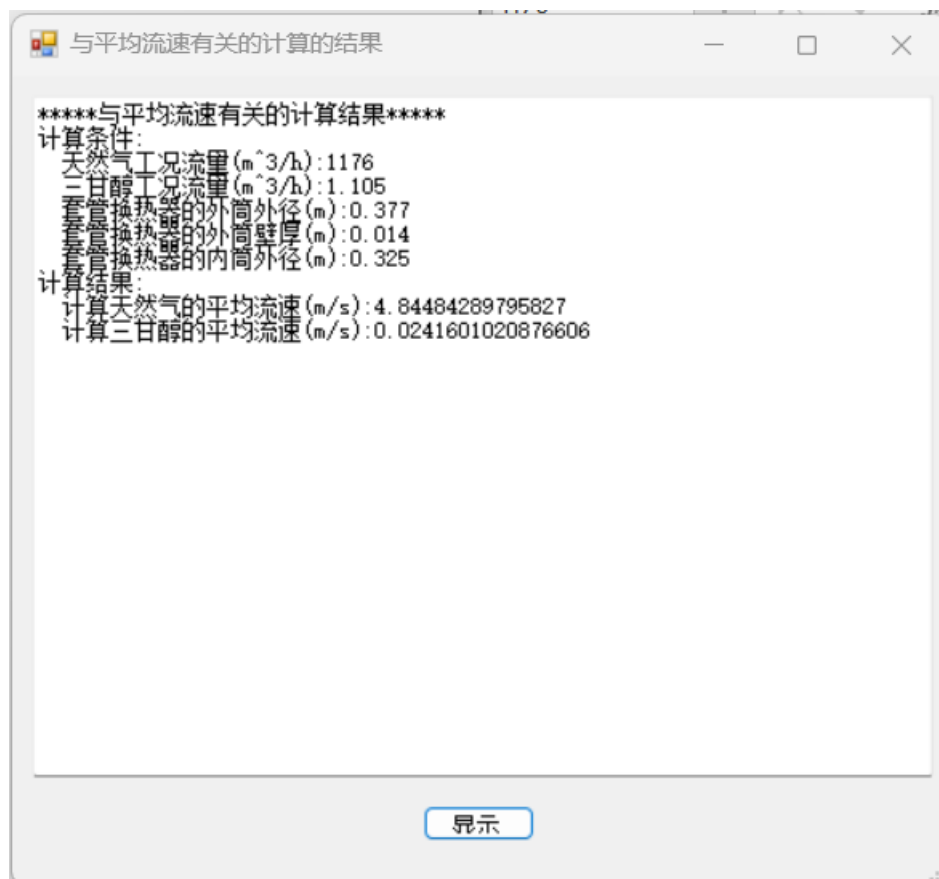 与平均流速有关的计算的结果
*****与平均流速有关的计算结果*****
计算条件:
天然气工况流量(m^3/h):1176
三甘醇工况流量(m^3/h):1.105
套管换热器的外筒外径(m):0.377
套管换热器的外筒壁厚(m):0.014
套管换热器的内筒外径(m):0.325
计算结果:
计算天然气的平均流速(m/s):4.84484289795827
计算三甘醇的平均流速(m/s):0.0241601020876606
显示